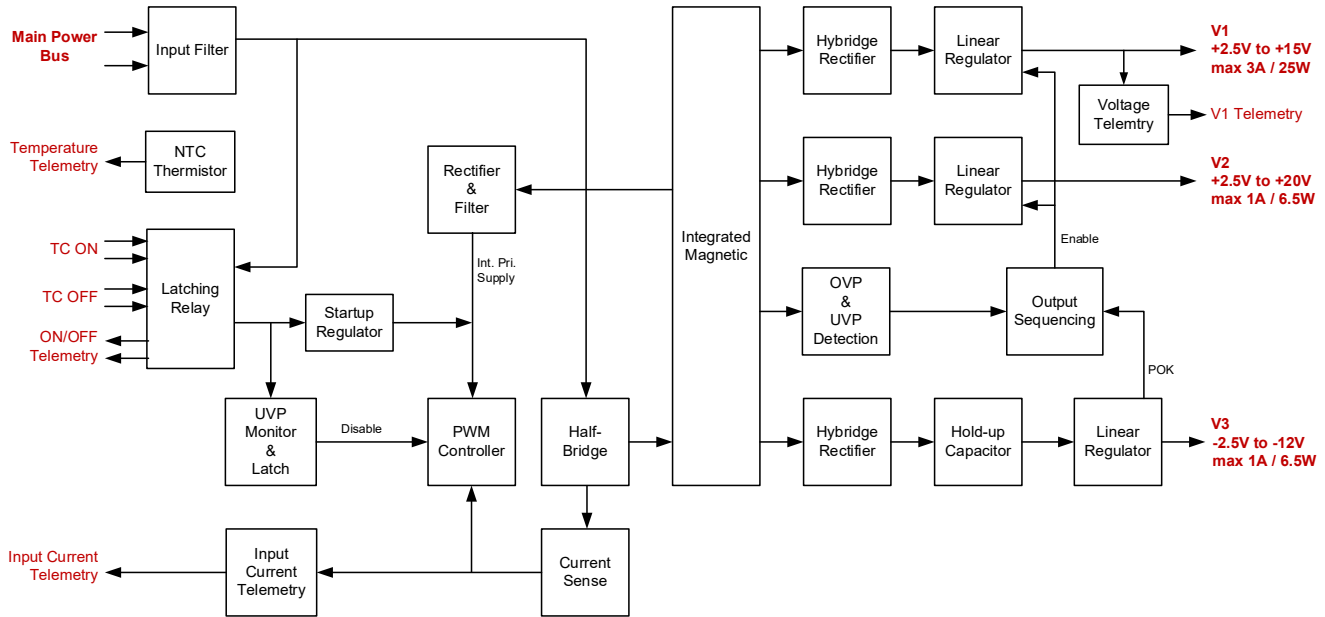 Main Power
Bus
Input Filter
Hybridge
Rectifier
Linear
Regulator
V1
+2.5V to +15V
max 3A / 25W
Voltage
Telemtry
V1 Telemetry
Temperature
Telemetry
NTC
Thermistor
Rectifier
&
Filter
Hybridge
Rectifier
Linear
Regulator
V2
+2.5V to +20V
max 1A / 6.5W
Integrated
Magnetic
Enable
TC ON
TC OFF
ON/OFF
Telemetry
Latching
Relay
Int. Pri.
Supply
Startup
Regulator
OVP
&
UVP
Detection
Output
Sequencing
POK
UVP
Monitor
&
Latch
Disable
PWM
Controller
Half-
Bridge
Hybridge
Rectifier
Hold-up
Capacitor
Linear
Regulator
V3
-2.5V to -12V
max 1A / 6.5W
Input Current
Telemetry
Input
Current
Telemetry
Current
Sense